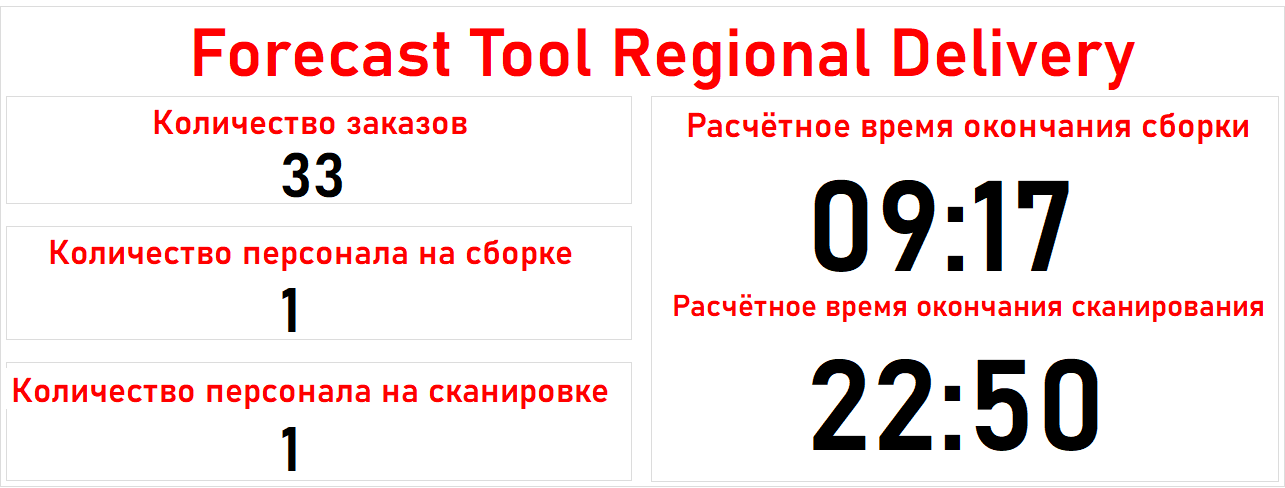 Forecast Tool Regional Delivery
Количество заказов
33
Количество персонала на сборке
1
Количество персонала на сканировке
1
Расчётное время окончания сборки
09:17
Расчётное время окончания сканирования
22:50